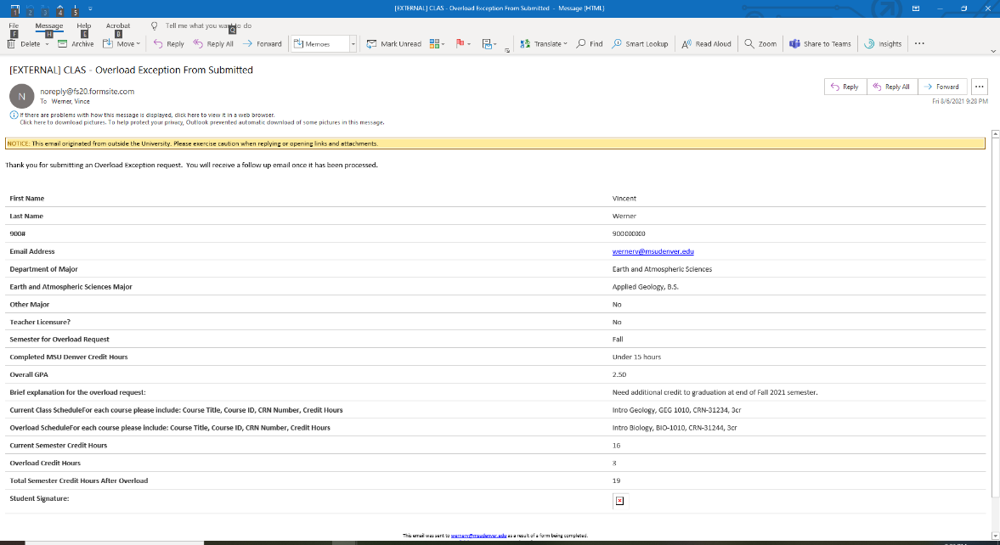 1 2 3 4 5
[EXTERNAL] CLAS - Overload Exception From Submitted - Message (HTML)
File Message Help Acrobat Tell me what you want to do
F H E B Q
Delete Archive Move Reply Reply All Forward Memoes Mark Unread Translate Find Smart Lookup Read Aloud Zoom Share to Teams Insights ...
[EXTERNAL] CLAS - Overload Exception From Submitted
N
noreply@fs20.formsite.com
To Werner, Vince
Reply Reply All Forward ...
Fri 8/6/2021 9:28 PM
If there are problems with how this message is displayed, click here to view it in a web browser.
Click here to download pictures. To help protect your privacy, Outlook prevented automatic download of some pictures in this message.
NOTICE: This email originated from outside the University. Please exercise caution when replying or opening links and attachments.
Thank you for submitting an Overload Exception request. You will receive a follow up email once it has been processed.
First Name Vincent
Last Name Werner
900# 900000000
Email Address wernerv@msudenver.edu
Department of Major Earth and Atmospheric Sciences
Earth and Atmospheric Sciences Major Applied Geology, B.S.
Other Major No
Teacher Licensure? No
Semester for Overload Request Fall
Completed MSU Denver Credit Hours Under 15 hours
Overall GPA 2.50
Brief explanation for the overload request: Need additional credit to graduation at end of Fall 2021 semester.
Current Class ScheduleFor each course please include: Course Title, Course ID, CRN Number, Credit Hours Intro Geology, GEG 1010, CRN-31234, 3cr
Overload ScheduleFor each course please include: Course Title, Course ID, CRN Number, Credit Hours Intro Biology, BIO-1010, CRN-31244, 3cr
Current Semester Credit Hours 16
Overload Credit Hours 3
Total Semester Credit Hours After Overload 19
Student Signature:
This email was sent to wernerv@msudenver.edu as a result of a form being completed.